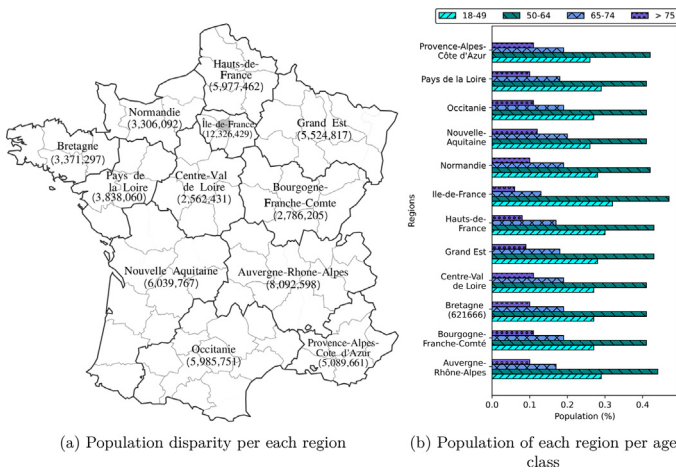 18-49
50-64
65-74
> 75
Hauts-de-
France
(5,977,462)
Normandie
(3,306,092)
Ile-de-France
(12,326,429)
Grand Est
(5,524,817)
Bretagne
(3,371,297)
Pays de
la Loire
(3,838,060)
Centre-Val
de Loire
(2,562,431)
Bourgogne-
Franche-Comte
(2,786,205)
Nouvelle Aquitaine
(6,039,767)
Auvergne-Rhone-Alpes
(8,092,598)
Occitanie
(5,985,751)
Provence-Alpes-
Cote d'Azur
(5,089,661)
(a) Population disparity per each region
Regions
Provence-Alpes-
Côte d'Azur
Pays de la Loire
Occitanie
Nouvelle-
Aquitaine
Normandie
Ile-de-France
Hauts-de-
France
Grand Est
Centre-Val
de Loire
Bretagne
(621666)
Bourgogne-
Franche-Comté
Auvergne-
Rhône-Alpes
0.0 0.1 0.2 0.3 0.4
Population (%)
(b) Population of each region per age
class